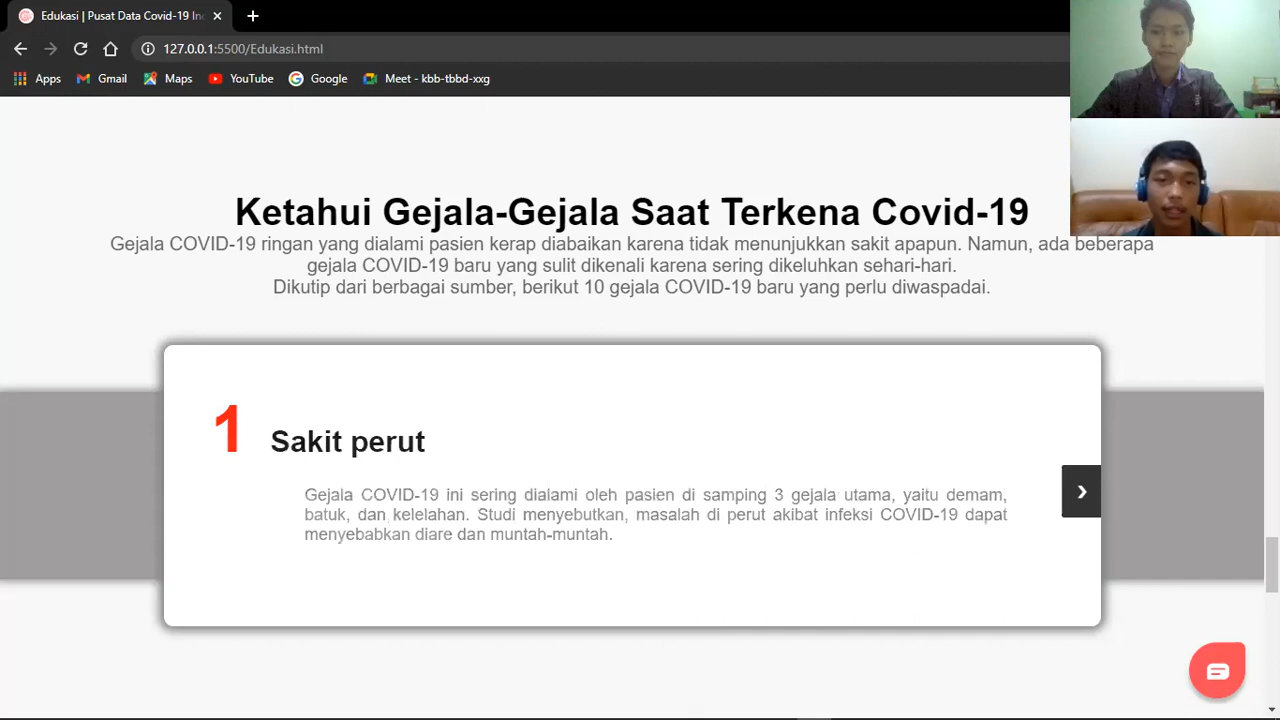 Edukasi | Pusat Data Covid-19 In
127.0.0.1:5500/Edukasi.html
Apps Gmail Maps YouTube Google Meet - kbb-tbbd-xxg
Ketahui Gejala-Gejala Saat Terkena Covid-19
Gejala COVID-19 ringan yang dialami pasien kerap diabaikan karena tidak menunjukkan sakit apapun. Namun, ada beberapa
gejala COVID-19 baru yang sulit dikenali karena sering dikeluhkan sehari-hari.
Dikutip dari berbagai sumber, berikut 10 gejala COVID-19 baru yang perlu diwaspadai.
1 Sakit perut
Gejala COVID-19 ini sering dialami oleh pasien di samping 3 gejala utama, yaitu demam,
batuk, dan kelelahan. Studi menyebutkan, masalah di perut akibat infeksi COVID-19 dapat
menyebabkan diare dan muntah-muntah.